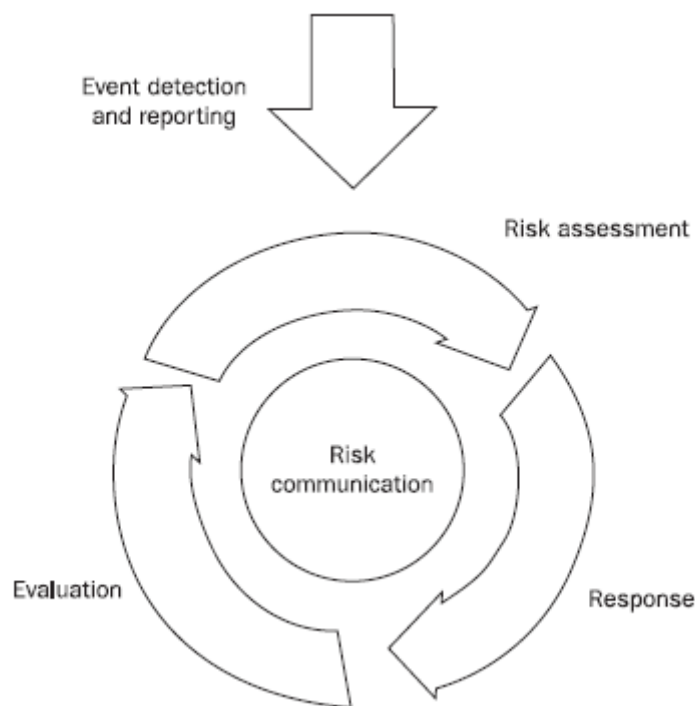 Event detection
and reporting
Risk assessment
Risk
communication
Evaluation
Response